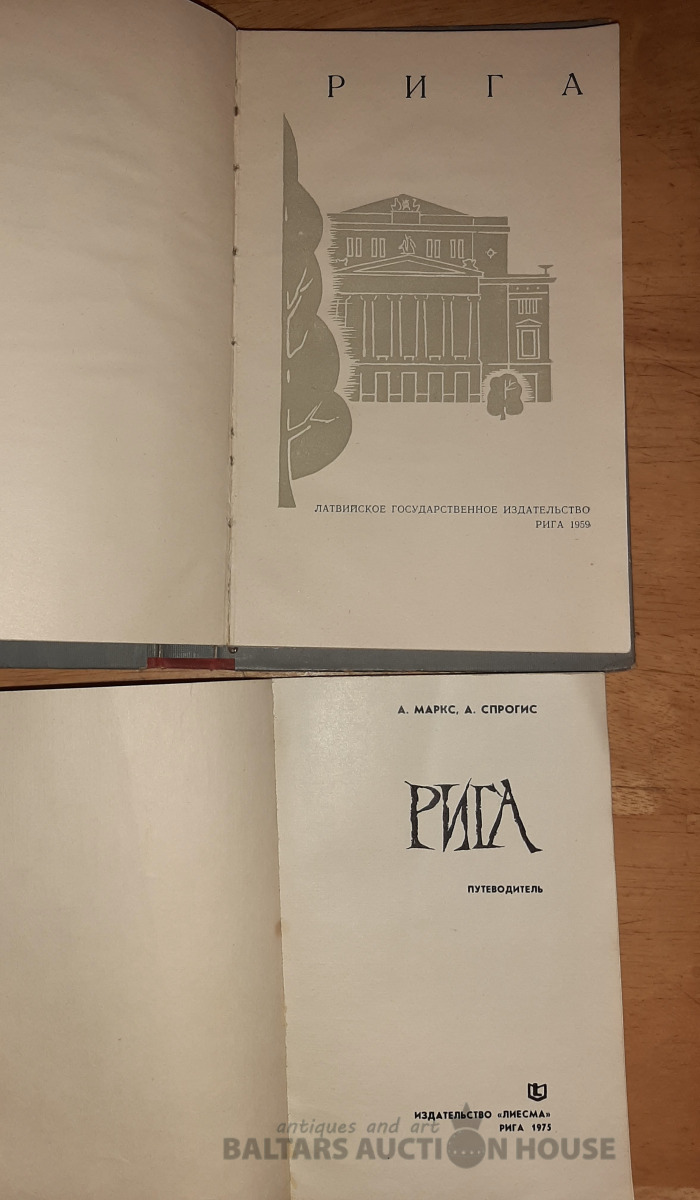 РИГА
ЛАТВИЙСКОЕ ГОСУДАРСТВЕННОЕ ИЗДАТЕЛЬСТВО
РИГА 1959
А. МАРКС, А. СПРОГИС
РИГА
ПУТЕВОДИТЕЛЬ
L
ИЗДАТЕЛЬСТВО «ЛИЕСМА»
РИГА 1975
antiques and art
BALTARS AUCTION HOUSE